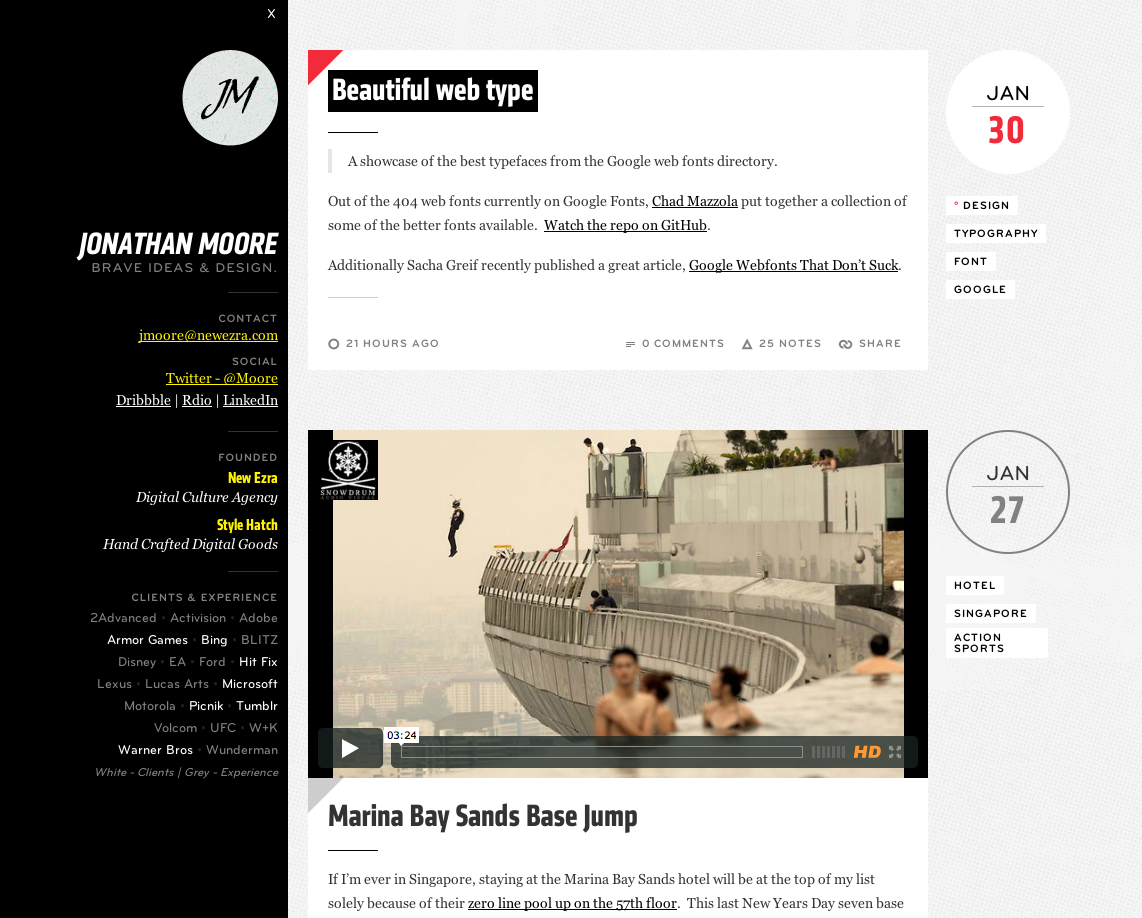 X
JM
JONATHAN MOORE
BRAVE IDEAS & DESIGN.
CONTACT
jmoore@newezra.com
SOCIAL
Twitter - @Moore
Dribbble | Rdio | LinkedIn
FOUNDED
New Ezra
Digital Culture Agency
Style Hatch
Hand Crafted Digital Goods
CLIENTS & EXPERIENCE
2Advanced • Activision • Adobe
Armor Games • Bing • BLITZ
Disney • EA • Ford • Hit Fix
Lexus • Lucas Arts • Microsoft
Motorola • Picnik • Tumblr
Volcom • UFC • W+K
Warner Bros • Wunderman
White - Clients | Grey - Experience
Beautiful web type
A showcase of the best typefaces from the Google web fonts directory.
Out of the 404 web fonts currently on Google Fonts, Chad Mazzola put together a collection of
some of the better fonts available.  Watch the repo on GitHub.
Additionally Sacha Greif recently published a great article, Google Webfonts That Don’t Suck.
21 HOURS AGO
0 COMMENTS
25 NOTES
SHARE
JAN
30
° DESIGN
TYPOGRAPHY
FONT
GOOGLE
SNOWDRUM
AUDIO VISUAL
03:24
HD
JAN
27
HOTEL
SINGAPORE
ACTION
SPORTS
Marina Bay Sands Base Jump
If I’m ever in Singapore, staying at the Marina Bay Sands hotel will be at the top of my list
solely because of their zero line pool up on the 57th floor.  This last New Years Day seven base